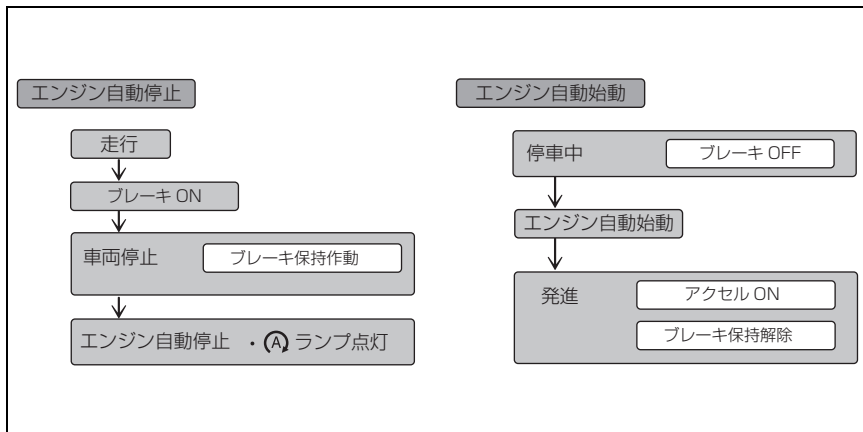 エンジン自動停止
走行
ブレーキ ON
車両停止 ブレーキ保持作動
エンジン自動停止 ・Ⓐランプ点灯
エンジン自動始動
停車中 ブレーキ OFF
エンジン自動始動
発進 アクセル ON
ブレーキ保持解除